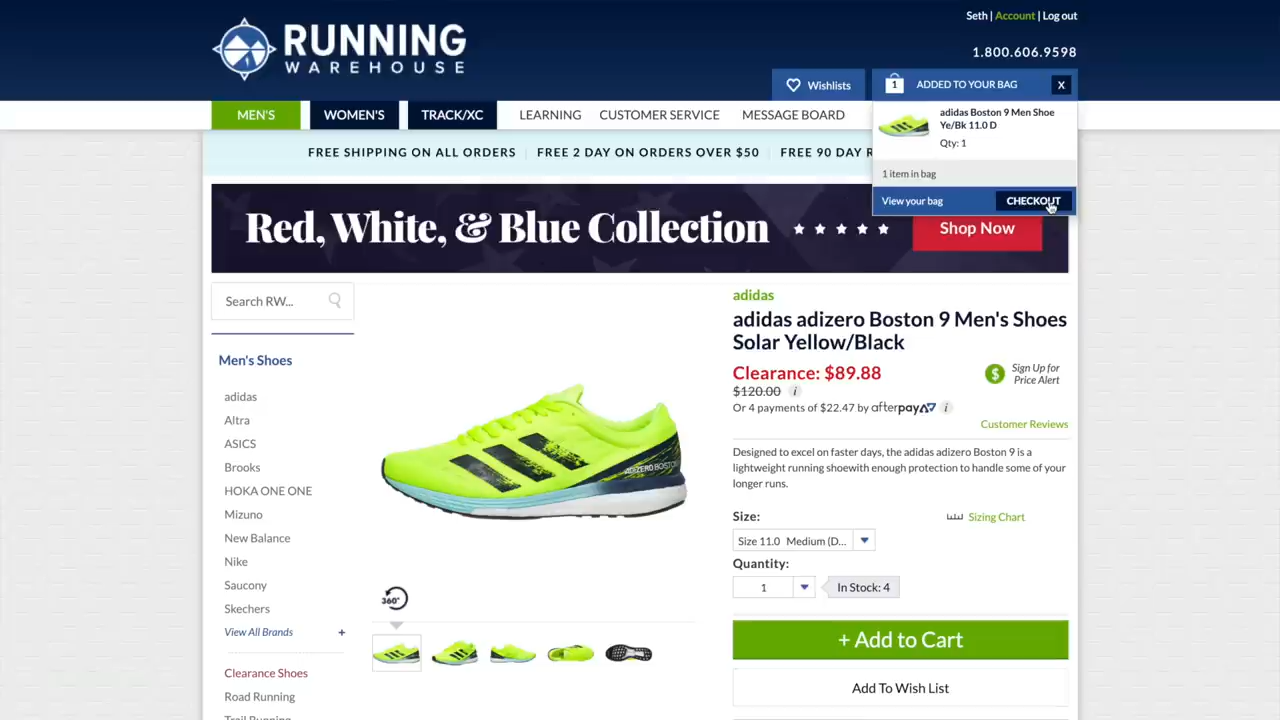 Seth | Account | Log out
RUNNING
WAREHOUSE
1.800.606.9598
Wishlists
1
ADDED TO YOUR BAG
X
MEN'S
WOMEN'S
TRACK/XC
LEARNING
CUSTOMER SERVICE
MESSAGE BOARD
adidas Boston 9 Men Shoe
Ye/Bk 11.0 D
Qty: 1
1 item in bag
View your bag
CHECKOUT
FREE SHIPPING ON ALL ORDERS
FREE 2 DAY ON ORDERS OVER $50
FREE 90 DAY R
Red, White, & Blue Collection
Shop Now
Search RW...
Men's Shoes
adidas
Altra
ASICS
Brooks
HOKA ONE ONE
Mizuno
New Balance
Nike
Saucony
Skechers
View All Brands +
Clearance Shoes
Road Running
Trail Running
ADIZERO BOSTON
360°
adidas
adidas adizero Boston 9 Men's Shoes
Solar Yellow/Black
Clearance: $89.88
$120.00 i
Or 4 payments of $22.47 by afterpay i
$
Sign Up for
Price Alert
Customer Reviews
Designed to excel on faster days, the adidas adizero Boston 9 is a
lightweight running shoewith enough protection to handle some of your
longer runs.
Size:
Sizing Chart
Size 11.0 Medium (D...
Quantity:
1
In Stock: 4
+ Add to Cart
Add To Wish List